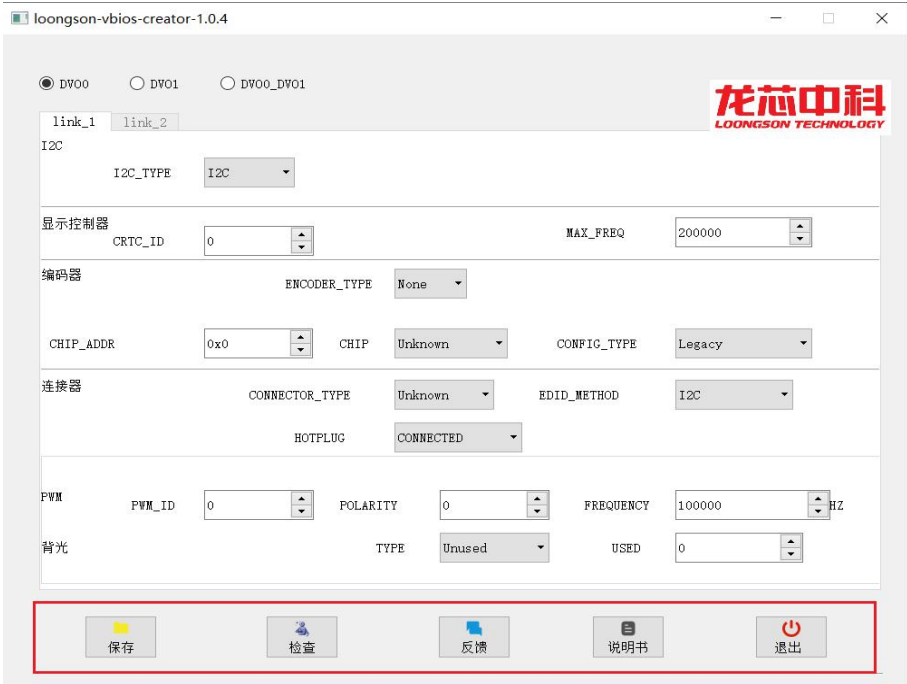 loongson-vbios-creator-1.0.4
DVO0 DVO1 DVO0_DVO1
龙芯中科
LOONGSON TECHNOLOGY
link_1 link_2
I2C
I2C_TYPE I2C
显示控制器
CRTC_ID 0 MAX_FREQ 200000
编码器
ENCODER_TYPE None
CHIP_ADDR 0x0 CHIP Unknown CONFIG_TYPE Legacy
连接器
CONNECTOR_TYPE Unknown EDID_METHOD I2C
HOTPLUG CONNECTED
PWM PWM_ID 0 POLARITY 0 FREQUENCY 100000 HZ
背光 TYPE Unused USED 0
保存 检查 反馈 说明书 退出